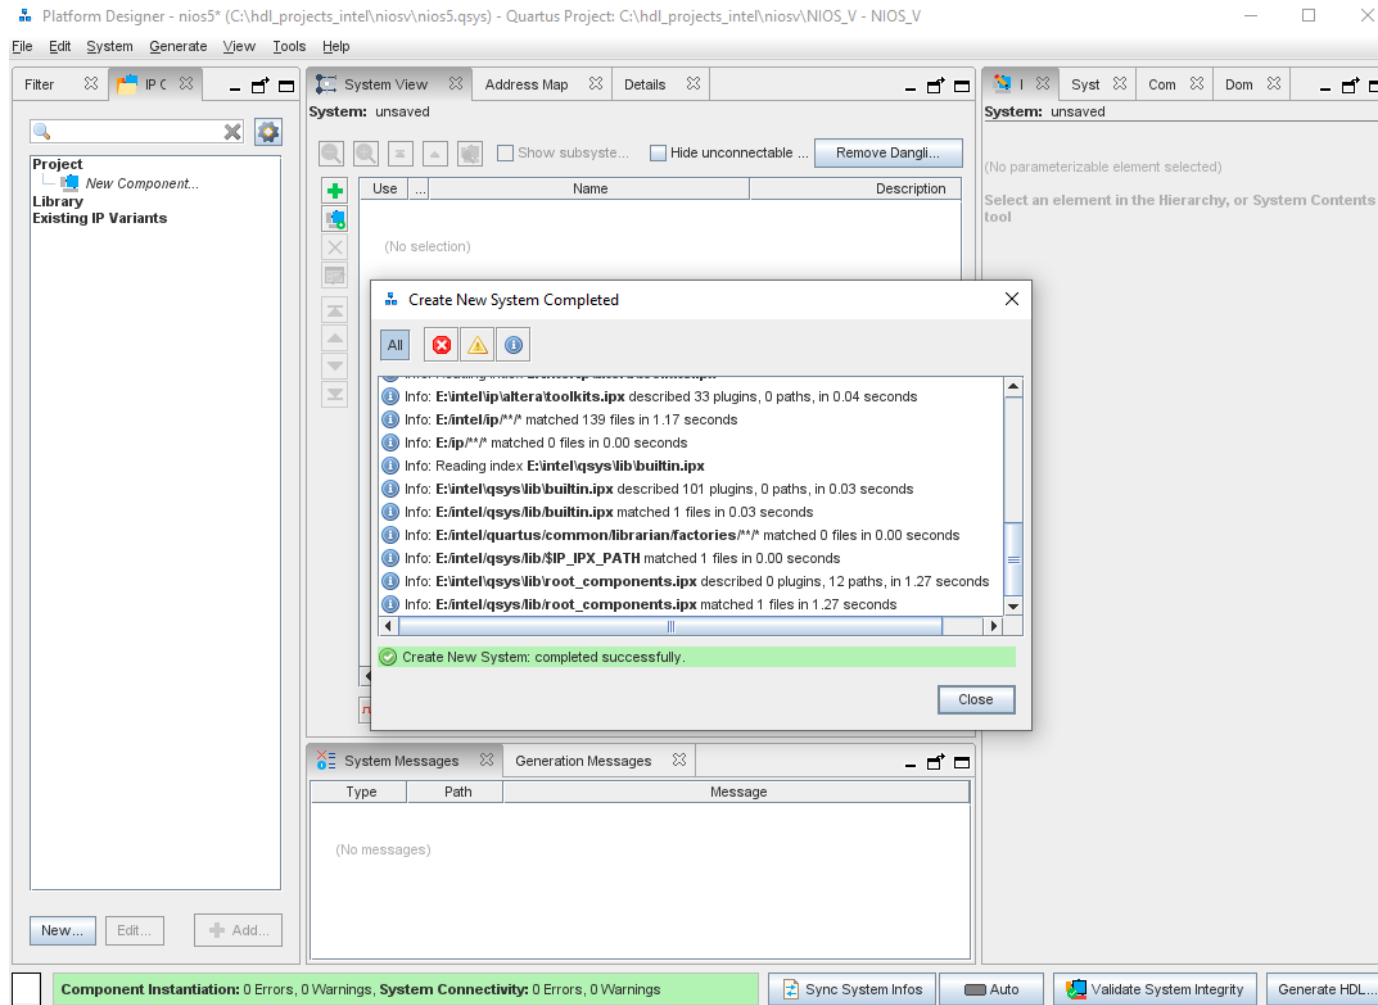 Platform Designer - nios5* (C:\hdl_projects_intel\niosv\nios5.qsys) - Quartus Project: C:\hdl_projects_intel\niosv\NIOS_V - NIOS_V
File Edit System Generate View Tools Help
Filter IP C System View Address Map Details I Syst Com Dom
System: unsaved
System: unsaved
Show subsyste... Hide unconnectable ... Remove Dangli...
Project
New Component...
Library
Existing IP Variants
(No parameterizable element selected)
Select an element in the Hierarchy, or System Contents
tool
Use ... Name Description
(No selection)
Create New System Completed
All
Info: E:\intel\ip\altera\toolkits.ipx described 33 plugins, 0 paths, in 0.04 seconds
Info: E:/intel/ip/**/* matched 139 files in 1.17 seconds
Info: E:/ip/**/* matched 0 files in 0.00 seconds
Info: Reading index E:\intel\qsys\lib\builtin.ipx
Info: E:\intel\qsys\lib\builtin.ipx described 101 plugins, 0 paths, in 0.03 seconds
Info: E:/intel/qsys/lib/builtin.ipx matched 1 files in 0.03 seconds
Info: E:/intel/quartus/common/librarian/factories/**/* matched 0 files in 0.00 seconds
Info: E:/intel/qsys/lib/$IP_IPX_PATH matched 1 files in 0.00 seconds
Info: E:\intel\qsys\lib\root_components.ipx described 0 plugins, 12 paths, in 1.27 seconds
Info: E:/intel/qsys/lib/root_components.ipx matched 1 files in 1.27 seconds
Create New System: completed successfully.
Close
System Messages Generation Messages
Type Path Message
(No messages)
New... Edit... Add...
Component Instantiation: 0 Errors, 0 Warnings, System Connectivity: 0 Errors, 0 Warnings
Sync System Infos Auto Validate System Integrity Generate HDL...